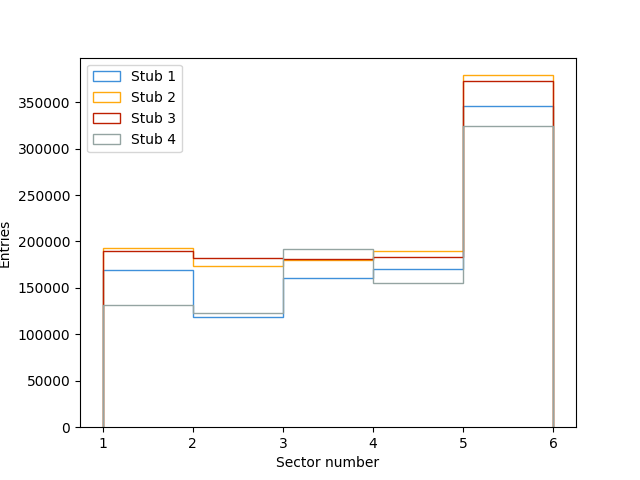 Stub 1
Stub 2
Stub 3
Stub 4
350000
300000
250000
200000
150000
100000
50000
0
Entries
1 2 3 4 5 6
Sector number